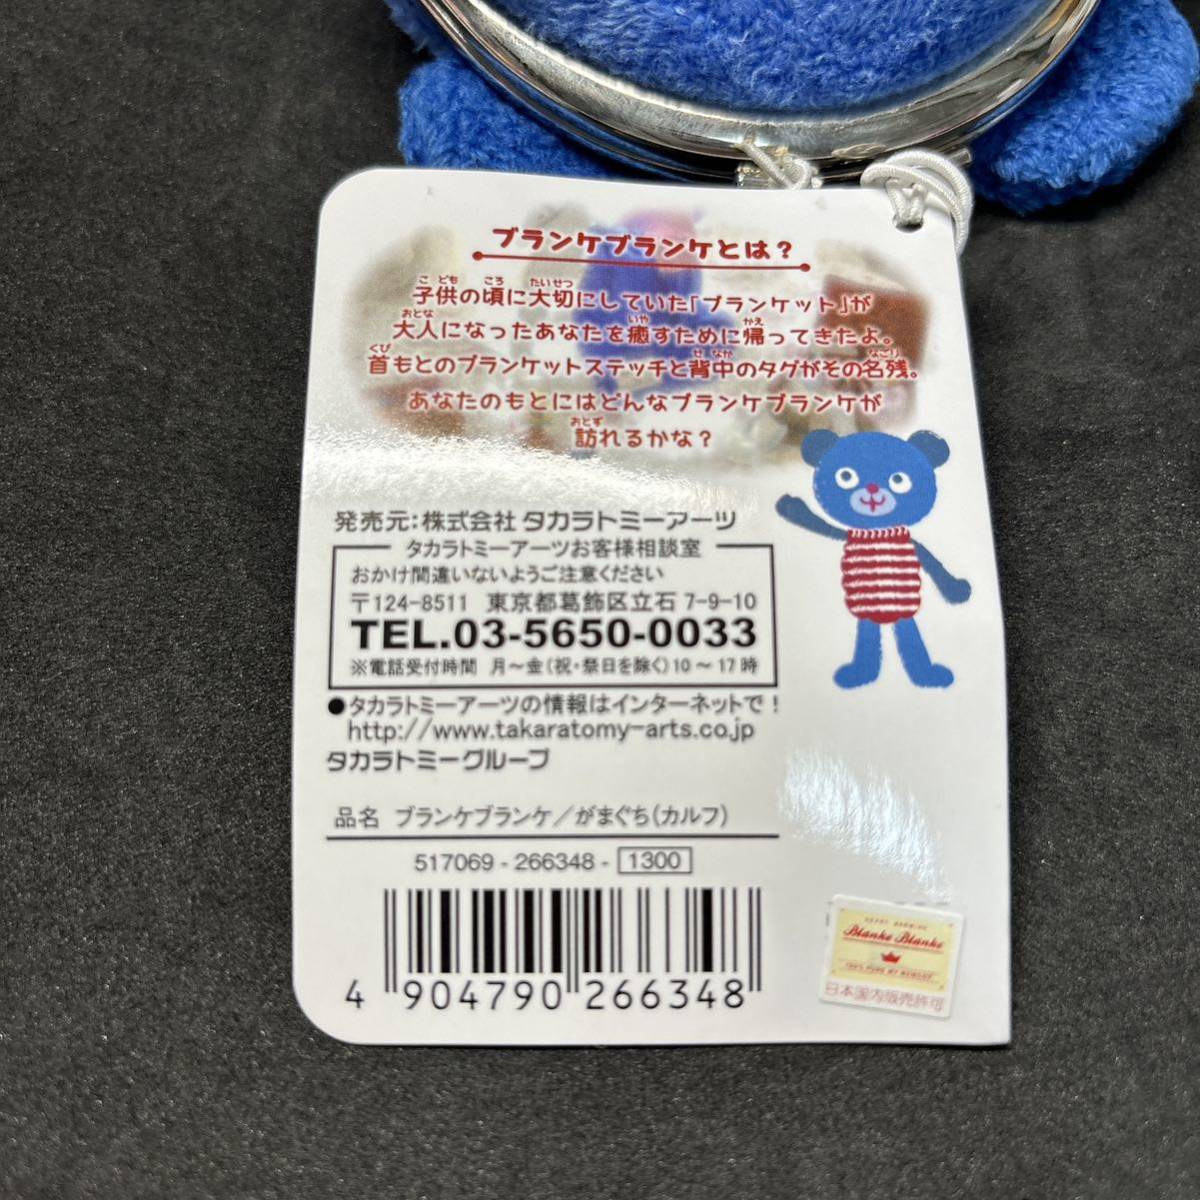 ブランケブランケとは？
子供の頃に大切にしていた「ブランケット」が
大人になったあなたを癒すために帰ってきたよ。
首もとのブランケットステッチと背中のタグがその名残。
あなたのもとにはどんなブランケブランケが
訪れるかな？
発売元：株式会社 タカラトミーアーツ
タカラトミーアーツお客様相談室
おかけ間違いないようご注意ください
〒124-8511 東京都葛飾区立石 7-9-10
TEL.03-5650-0033
※電話受付時間 月～金（祝・祭日を除く）10～17時
●タカラトミーアーツの情報はインターネットで！
http://www.takaratomy-arts.co.jp
タカラトミーグループ
品名 ブランケブランケ／がまぐち（カルフ）
517069 - 266348 - 1300
4 904790 266348
Blanke Blanke
日本国内販売許可